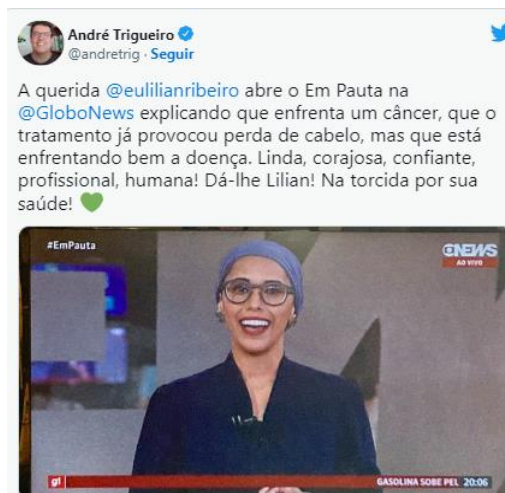 André Trigueiro
@andretrig · Seguir
A querida @eulilianribeiro abre o Em Pauta na
@GloboNews explicando que enfrenta um câncer, que o
tratamento já provocou perda de cabelo, mas que está
enfrentando bem a doença. Linda, corajosa, confiante,
profissional, humana! Dá-lhe Lilian! Na torcida por sua
saúde! 💚
#EmPauta
GNEWS
AO VIVO
g1
GASOLINA SOBE PEL 20:06